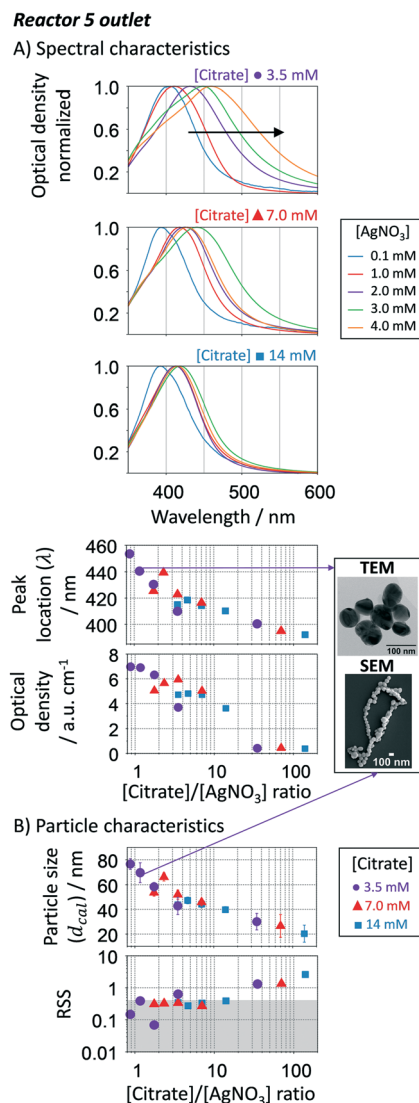 Reactor 5 outlet
A) Spectral characteristics
[Citrate] ● 3.5 mM
1.0
0.6
0.2
Optical density
normalized
[Citrate] ▲ 7.0 mM
1.0
0.6
0.2
[Citrate] ■ 14 mM
1.0
0.6
0.2
400 500 600
Wavelength / nm
[AgNO3]
0.1 mM
1.0 mM
2.0 mM
3.0 mM
4.0 mM
460
440
420
400
Peak
location (λ)
/ nm
8
6
4
2
0
Optical
density
/ a.u. cm⁻¹
1 10 100
[Citrate]/[AgNO3] ratio
TEM
100 nm
SEM
100 nm
B) Particle characteristics
80
60
40
20
0
Particle size
(dcal) / nm
10
1
0.1
0.01
RSS
1 10 100
[Citrate]/[AgNO3] ratio
[Citrate]
● 3.5 mM
▲ 7.0 mM
■ 14 mM